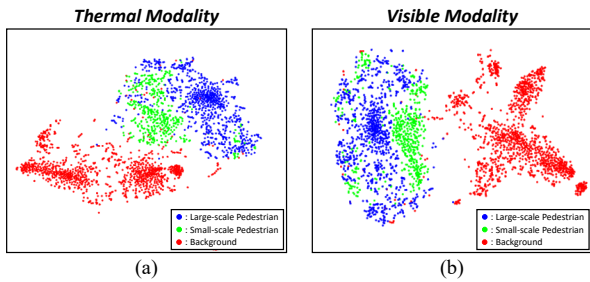 Thermal Modality
Visible Modality
: Large-scale Pedestrian
: Small-scale Pedestrian
: Background
: Large-scale Pedestrian
: Small-scale Pedestrian
: Background
(a)
(b)